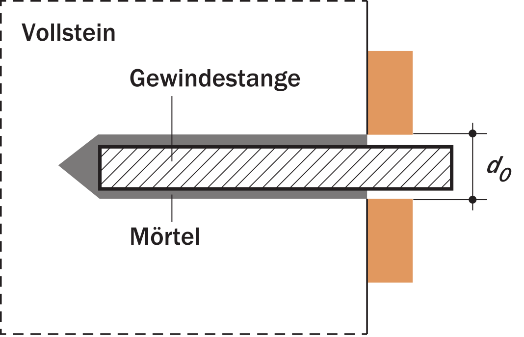 Vollstein
Gewindestange
d₀
Mörtel